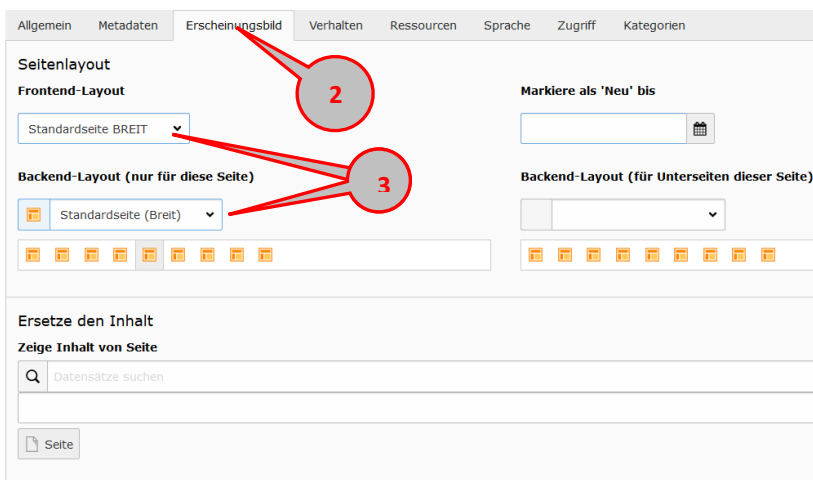 Allgemein Metadaten Erscheinungsbild Verhalten Ressourcen Sprache Zugriff Kategorien
Seitenlayout
2
Frontend-Layout Markiere als 'Neu' bis
Standardseite BREIT
Backend-Layout (nur für diese Seite) 3 Backend-Layout (für Unterseiten dieser Seite)
Standardseite (Breit)
Ersetze den Inhalt
Zeige Inhalt von Seite
Datensätze suchen
Seite